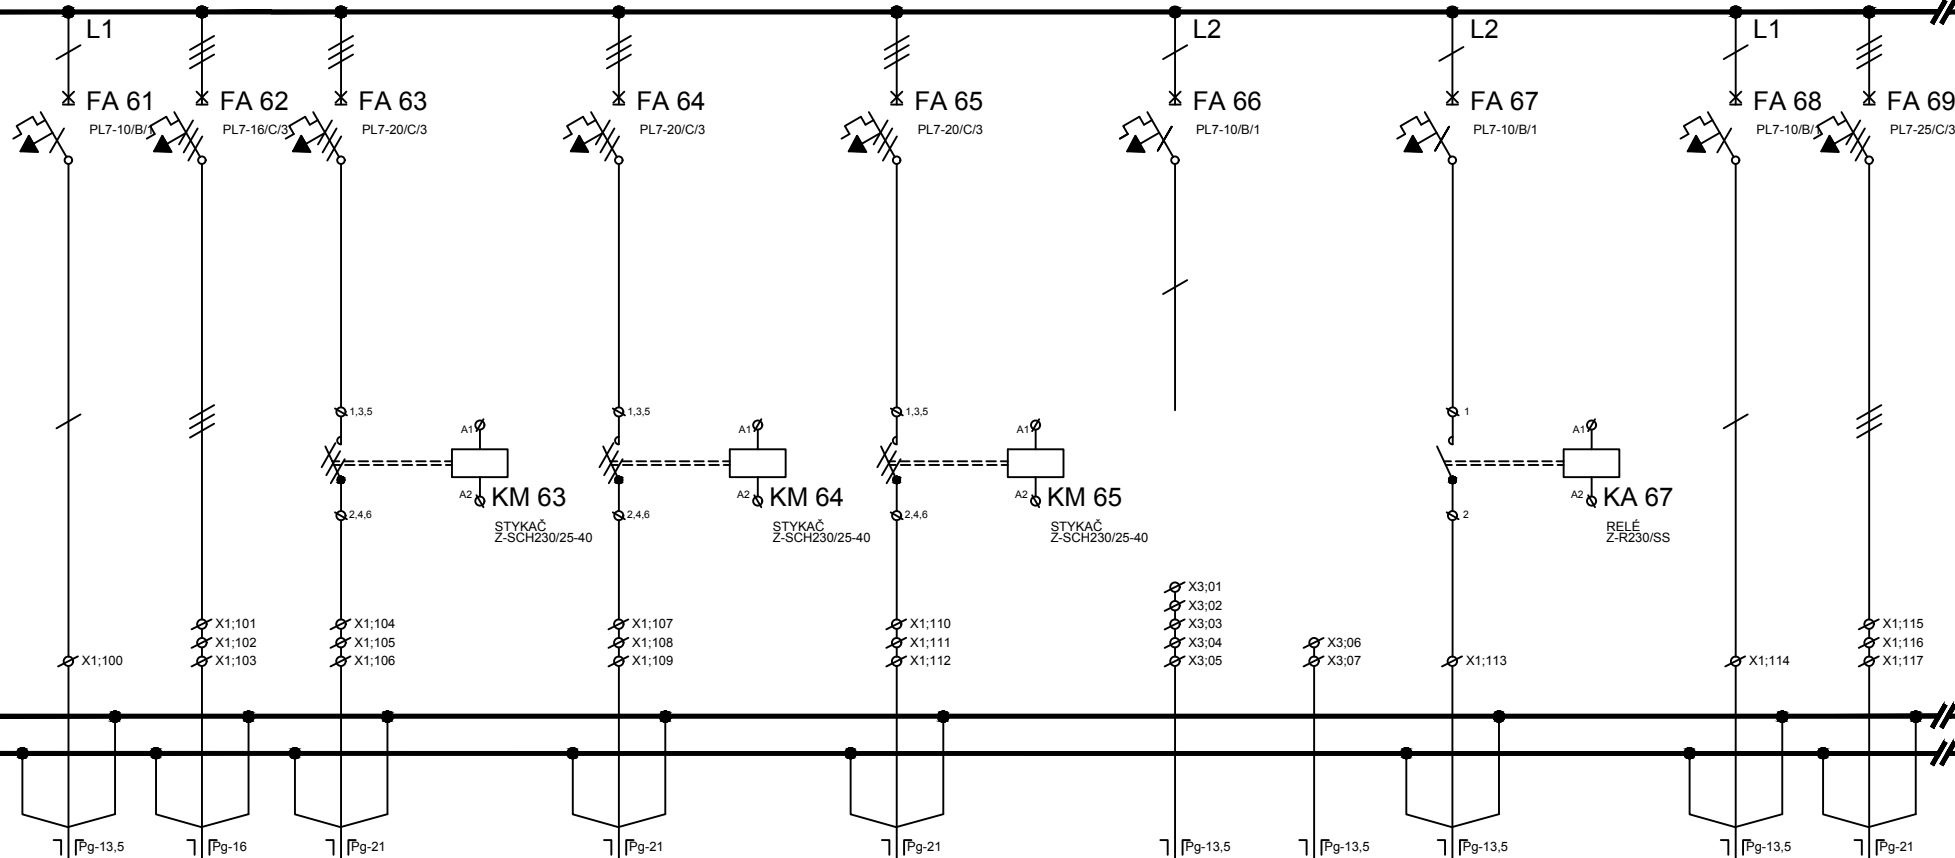 L1
L2
L2
L1
FA 61
FA 62
FA 63
FA 64
FA 65
FA 66
FA 67
FA 68
FA 69
PL7-10/B/1
PL7-16/C/3
PL7-20/C/3
PL7-20/C/3
PL7-20/C/3
PL7-10/B/1
PL7-10/B/1
PL7-10/B/1
PL7-25/C/3
1,3,5
1,3,5
1,3,5
1
A1
A1
A1
A1
A2
A2
A2
A2
KM 63
KM 64
KM 65
KA 67
2,4,6
2,4,6
2,4,6
2
STYKAČ
Z-SCH230/25-40
STYKAČ
Z-SCH230/25-40
STYKAČ
Z-SCH230/25-40
RELÉ
Z-R230/SS
X1;100
X1;101
X1;102
X1;103
X1;104
X1;105
X1;106
X1;107
X1;108
X1;109
X1;110
X1;111
X1;112
X3;01
X3;02
X3;03
X3;04
X3;05
X3;06
X3;07
X1;113
X1;114
X1;115
X1;116
X1;117
Pg-13,5
Pg-16
Pg-21
Pg-21
Pg-21
Pg-13,5
Pg-13,5
Pg-13,5
Pg-13,5
Pg-21